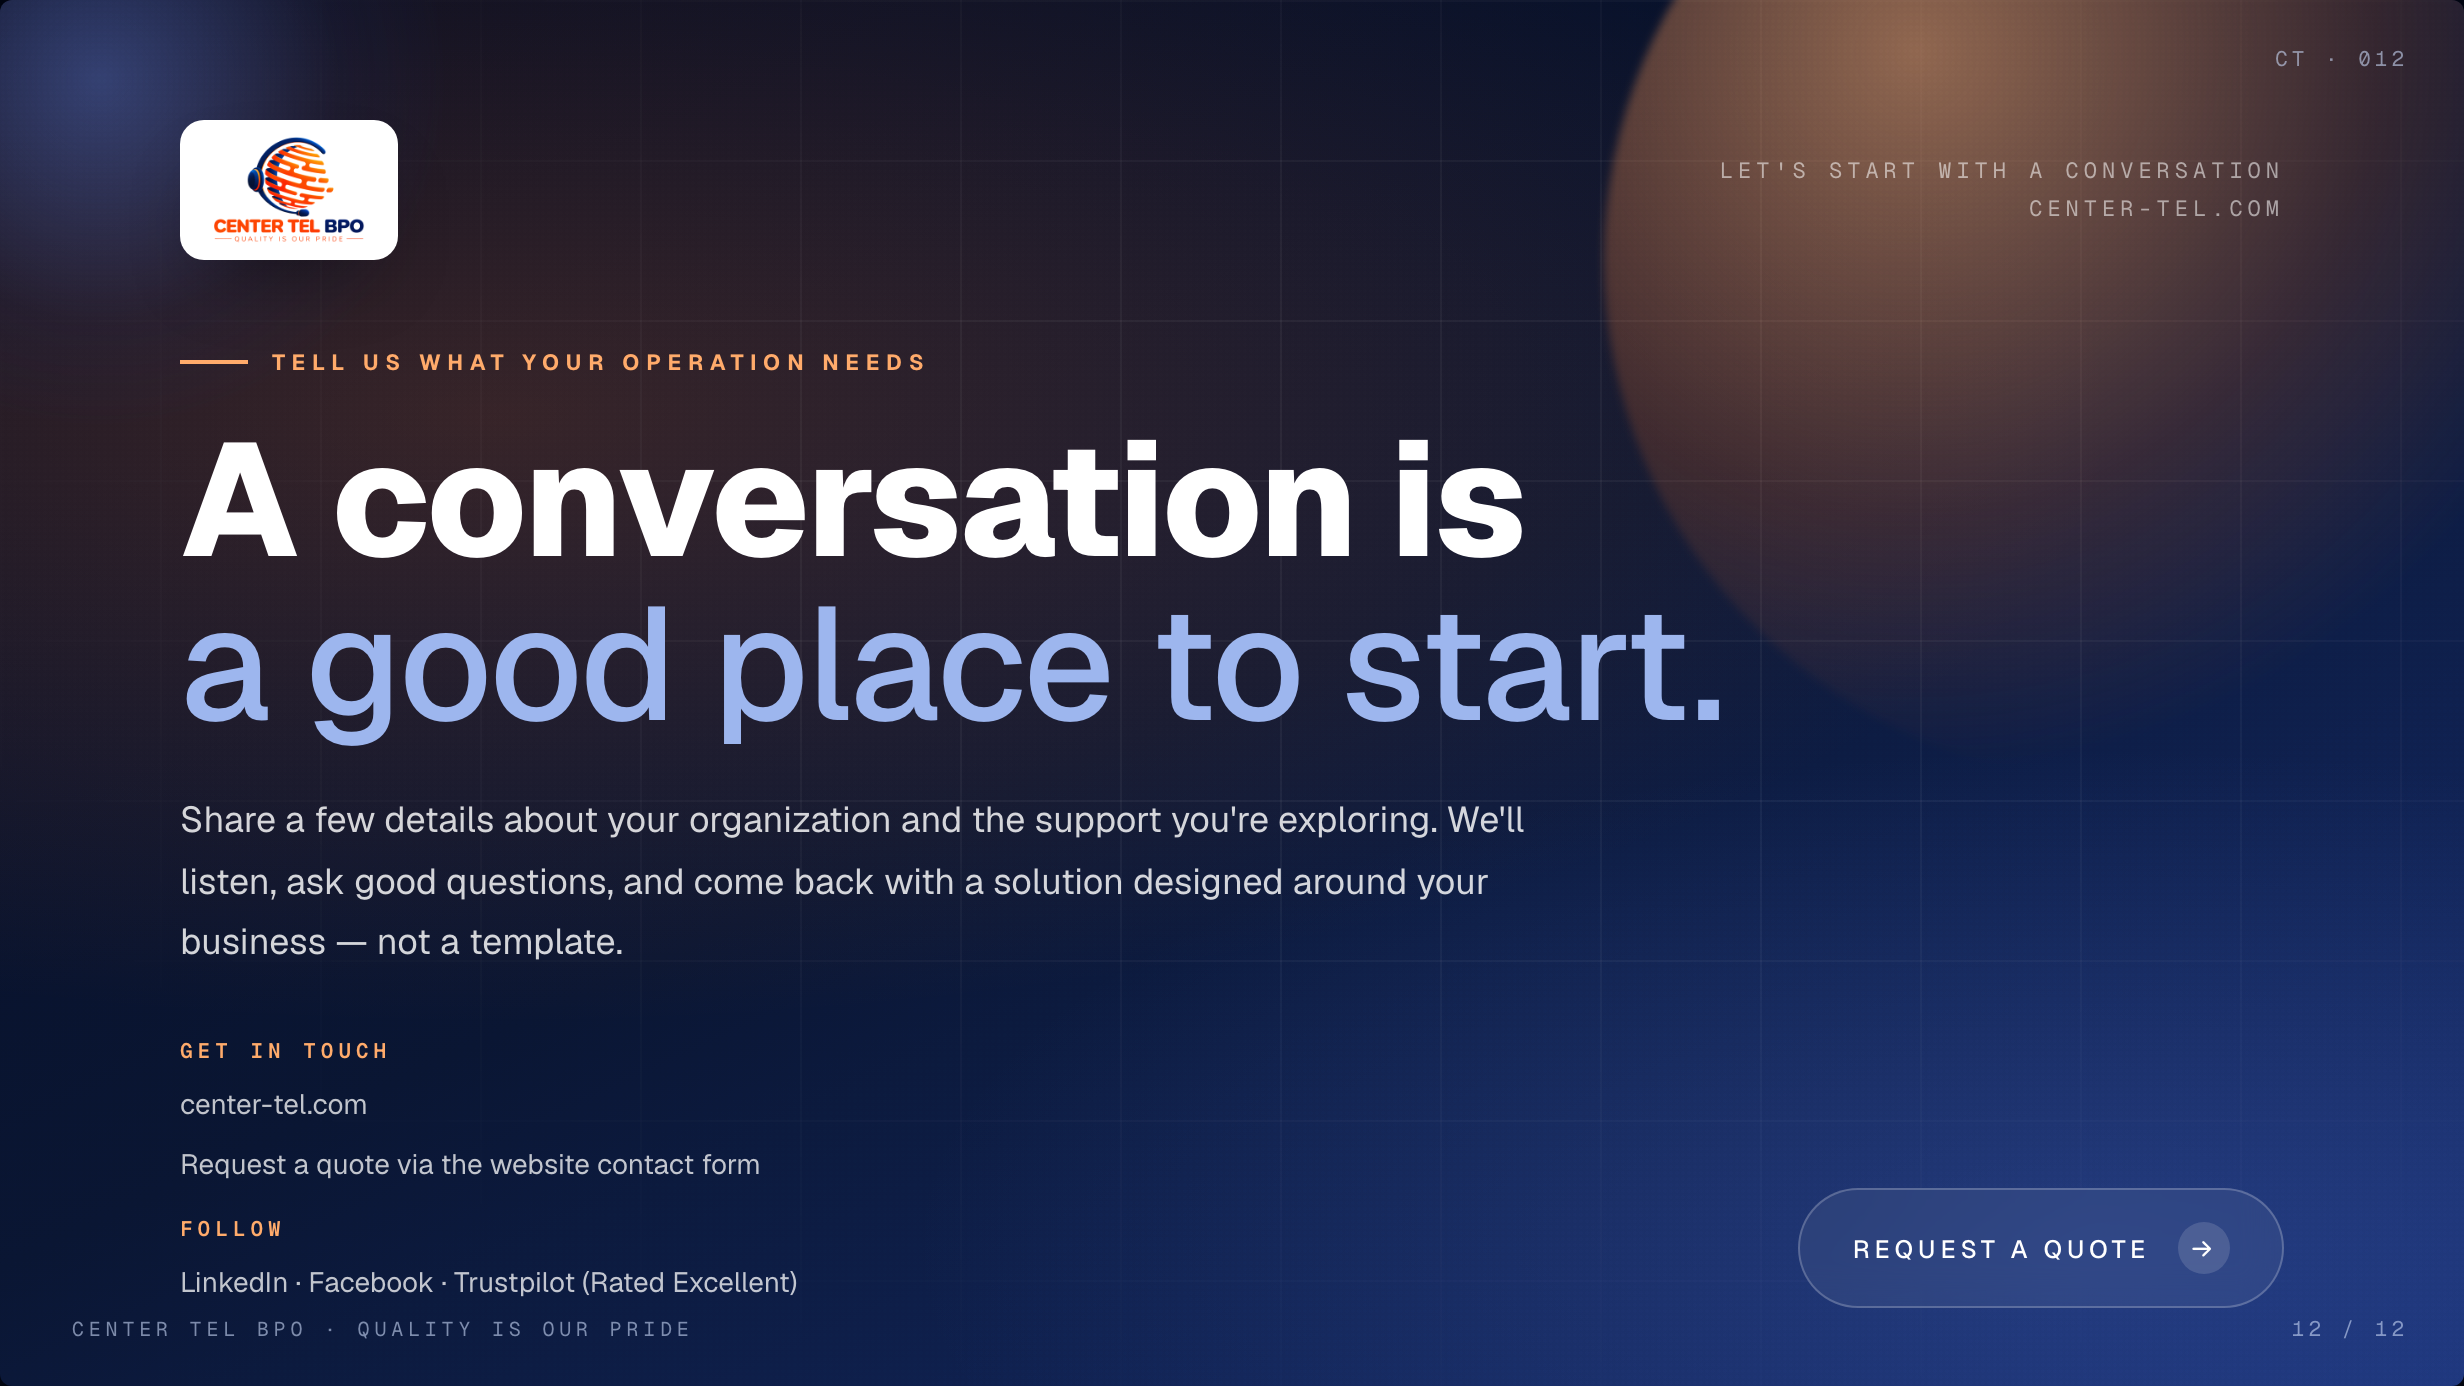 CT · 012
CENTER TEL BPO
QUALITY IS OUR PRIDE
LET'S START WITH A CONVERSATION
CENTER-TEL.COM
TELL US WHAT YOUR OPERATION NEEDS
A conversation is
a good place to start.
Share a few details about your organization and the support you're exploring. We'll
listen, ask good questions, and come back with a solution designed around your
business — not a template.
GET IN TOUCH
center-tel.com
Request a quote via the website contact form
FOLLOW
LinkedIn · Facebook · Trustpilot (Rated Excellent)
REQUEST A QUOTE →
CENTER TEL BPO · QUALITY IS OUR PRIDE
12 / 12